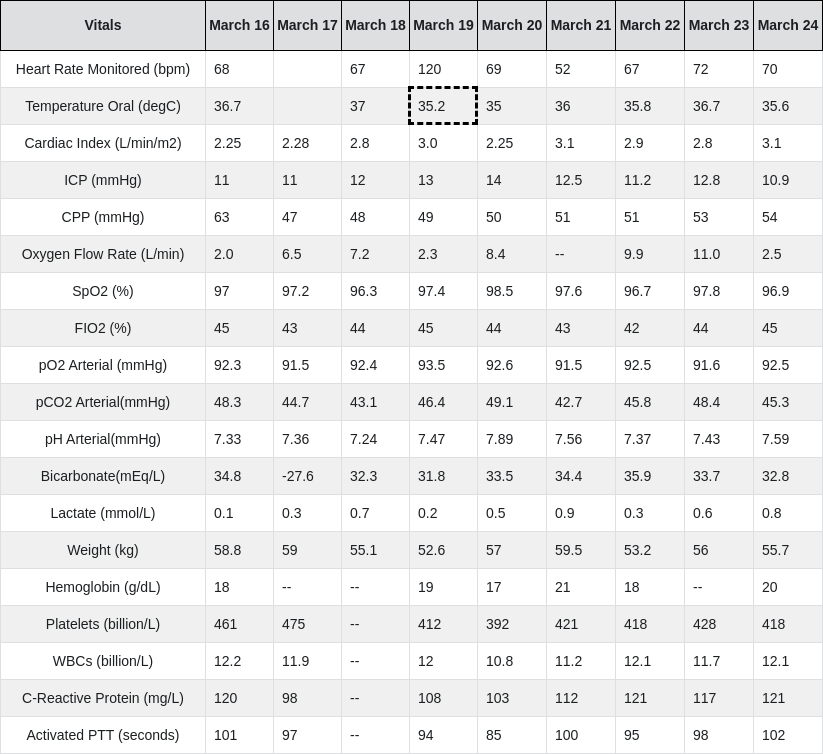 Vitals March 16 March 17 March 18 March 19 March 20 March 21 March 22 March 23 March 24
Heart Rate Monitored (bpm) 68 67 120 69 52 67 72 70
Temperature Oral (degC) 36.7 37 35.2 35 36 35.8 36.7 35.6
Cardiac Index (L/min/m2) 2.25 2.28 2.8 3.0 2.25 3.1 2.9 2.8 3.1
ICP (mmHg) 11 11 12 13 14 12.5 11.2 12.8 10.9
CPP (mmHg) 63 47 48 49 50 51 51 53 54
Oxygen Flow Rate (L/min) 2.0 6.5 7.2 2.3 8.4 -- 9.9 11.0 2.5
SpO2 (%) 97 97.2 96.3 97.4 98.5 97.6 96.7 97.8 96.9
FIO2 (%) 45 43 44 45 44 43 42 44 45
pO2 Arterial (mmHg) 92.3 91.5 92.4 93.5 92.6 91.5 92.5 91.6 92.5
pCO2 Arterial(mmHg) 48.3 44.7 43.1 46.4 49.1 42.7 45.8 48.4 45.3
pH Arterial(mmHg) 7.33 7.36 7.24 7.47 7.89 7.56 7.37 7.43 7.59
Bicarbonate(mEq/L) 34.8 -27.6 32.3 31.8 33.5 34.4 35.9 33.7 32.8
Lactate (mmol/L) 0.1 0.3 0.7 0.2 0.5 0.9 0.3 0.6 0.8
Weight (kg) 58.8 59 55.1 52.6 57 59.5 53.2 56 55.7
Hemoglobin (g/dL) 18 -- -- 19 17 21 18 -- 20
Platelets (billion/L) 461 475 -- 412 392 421 418 428 418
WBCs (billion/L) 12.2 11.9 -- 12 10.8 11.2 12.1 11.7 12.1
C-Reactive Protein (mg/L) 120 98 -- 108 103 112 121 117 121
Activated PTT (seconds) 101 97 -- 94 85 100 95 98 102